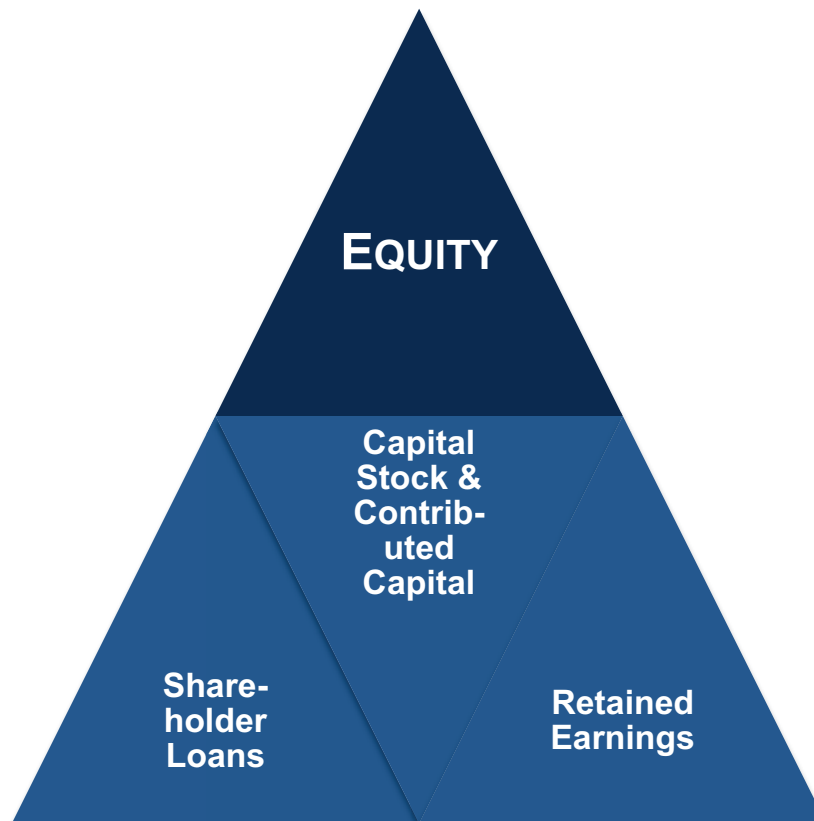 EQUITY
Capital
Stock &
Contrib-
uted
Capital
Share-
holder
Loans
Retained
Earnings